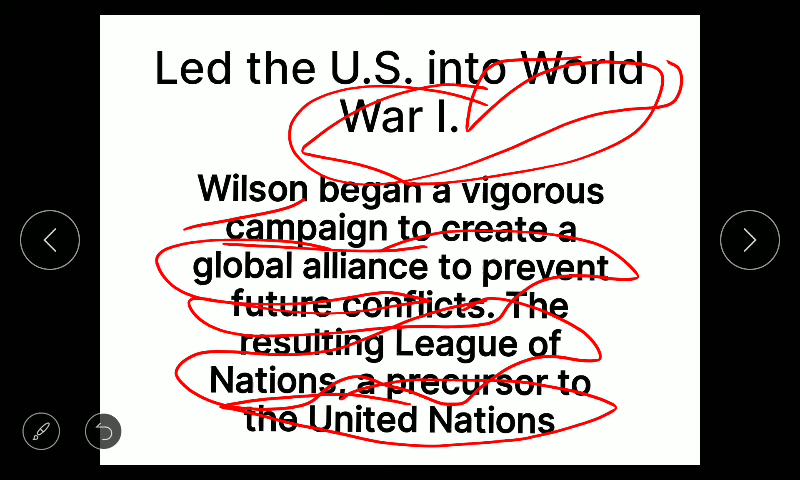 Led the U.S. into World
War I.
Wilson began a vigorous
campaign to create a
global alliance to prevent
future conflicts. The
resulting League of
Nations, a precursor to
the United Nations